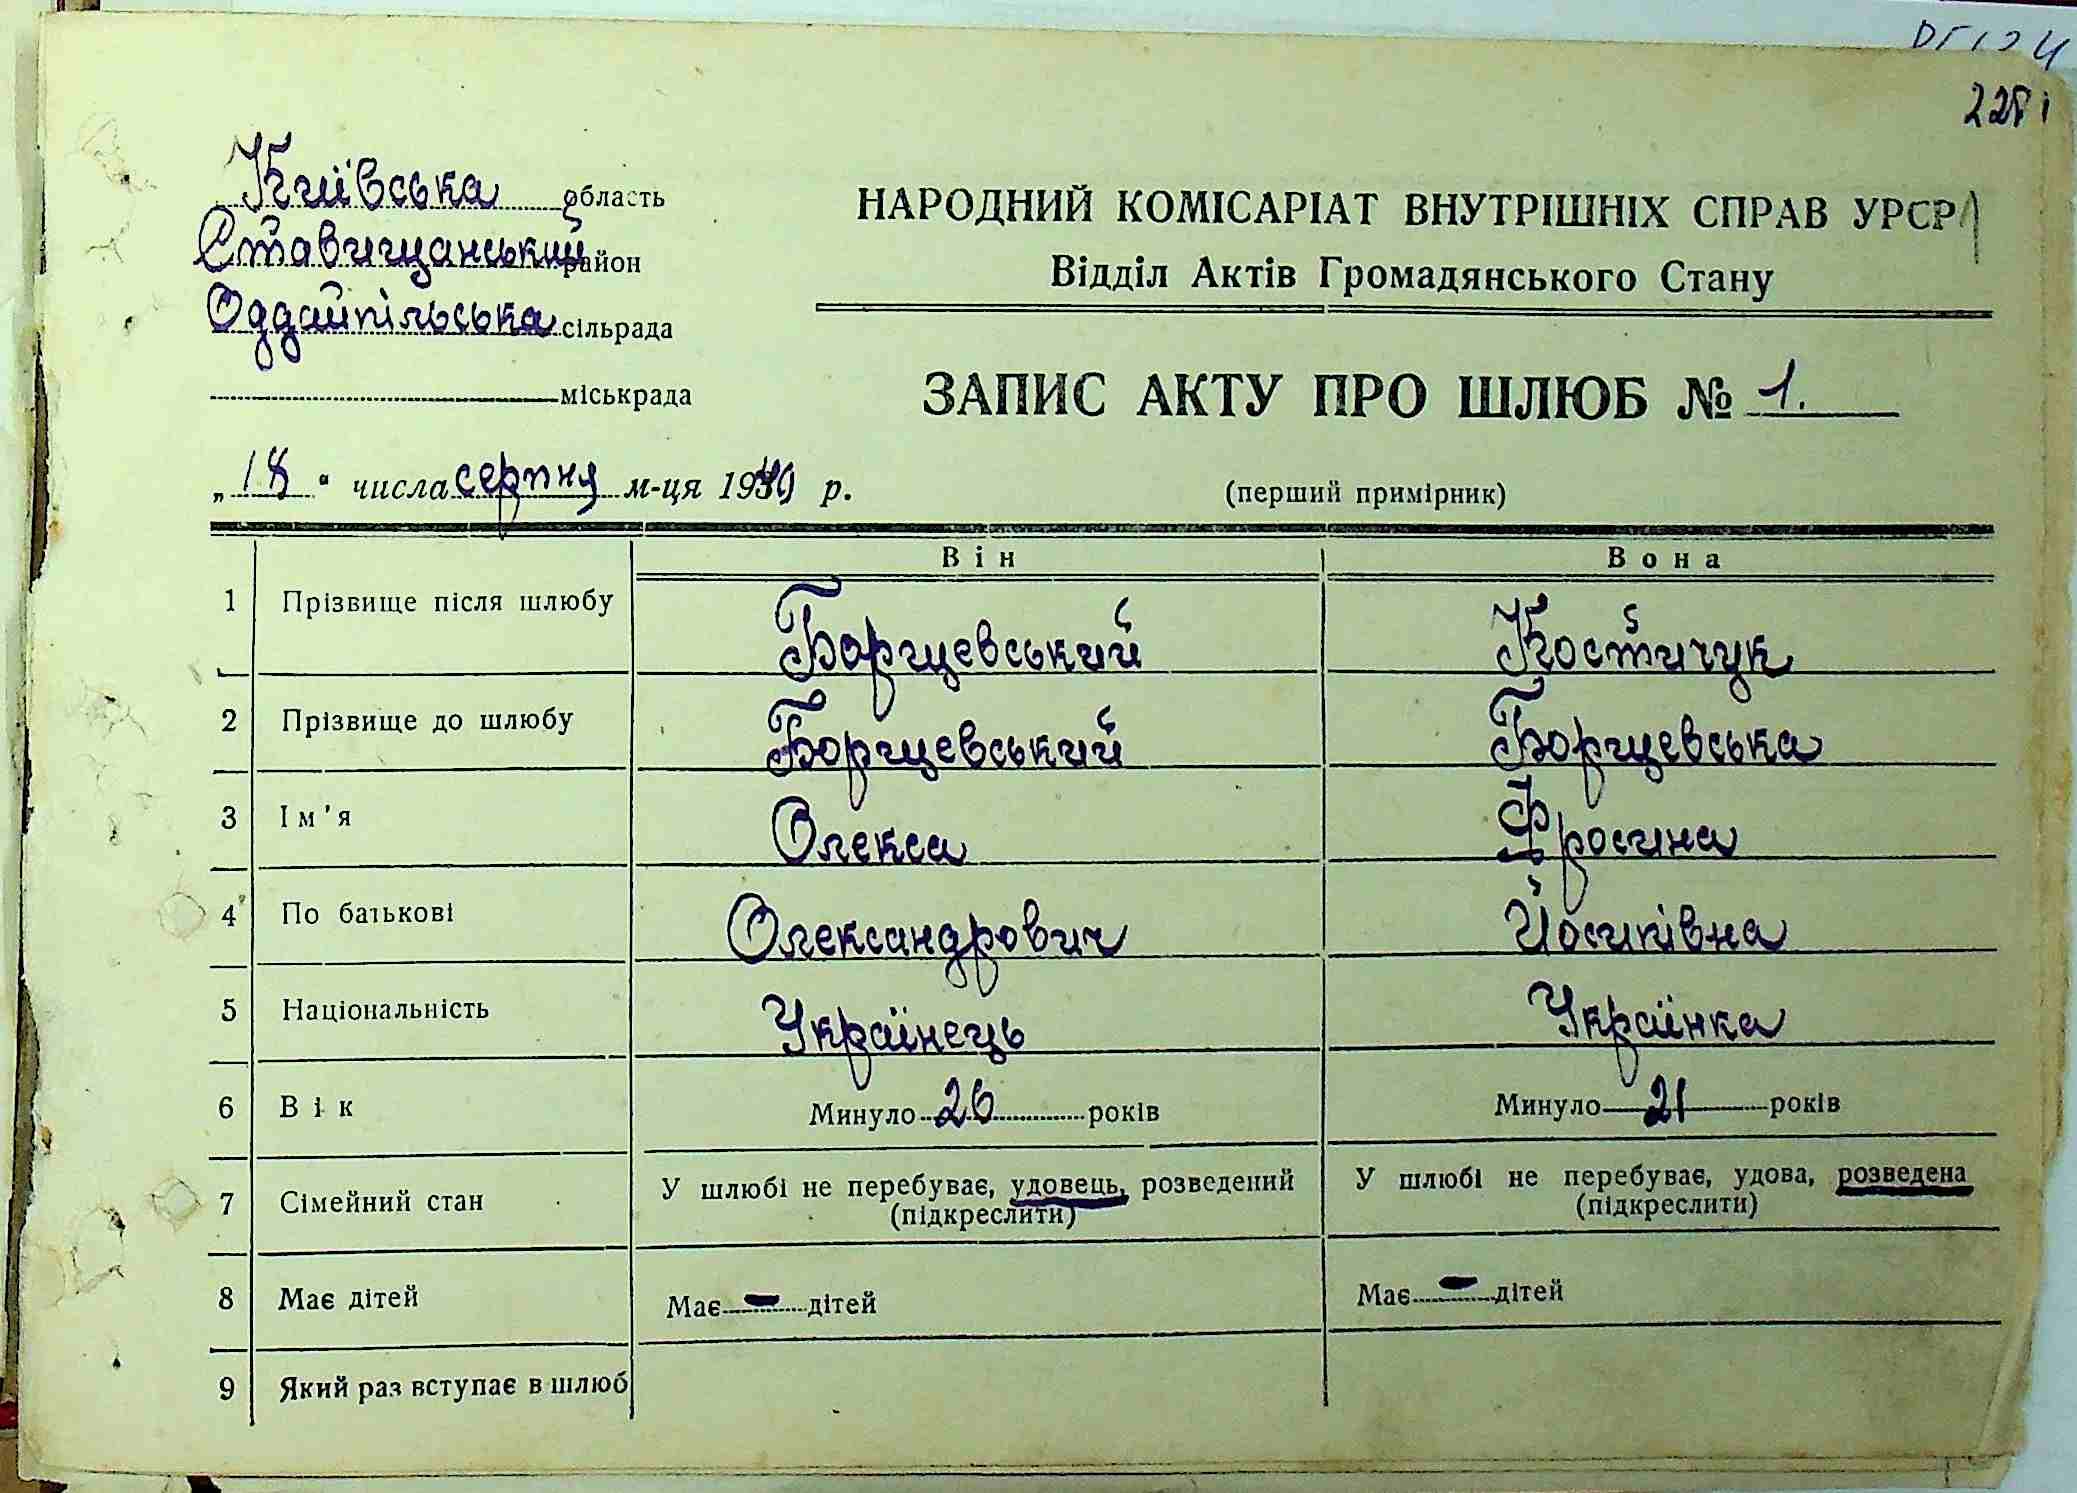 2281
Київська область
Ставищанський район
Оддайпільська сільрада
міськрада
НАРОДНИЙ КОМІСАРІАТ ВНУТРІШНІХ СПРАВ УРСР
Відділ Актів Громадянського Стану
ЗАПИС АКТУ ПРО ШЛЮБ № 1.
„18“ числа серпня м-ця 1940 р.
(перший примірник)
Він Вона
1 Прізвище після шлюбу Борщевський Костичук
2 Прізвище до шлюбу Борщевський Борщевська
3 Ім'я Олекса Фросина
4 По батькові Олександрович Йосипівна
5 Національність Українець Українка
6 Вік Минуло 26 років Минуло 21 років
7 Сімейний стан У шлюбі не перебуває, удовець, розведений У шлюбі не перебуває, удова, розведена
(підкреслити) (підкреслити)
8 Має дітей Має - дітей Має - дітей
9 Який раз вступає в шлюб